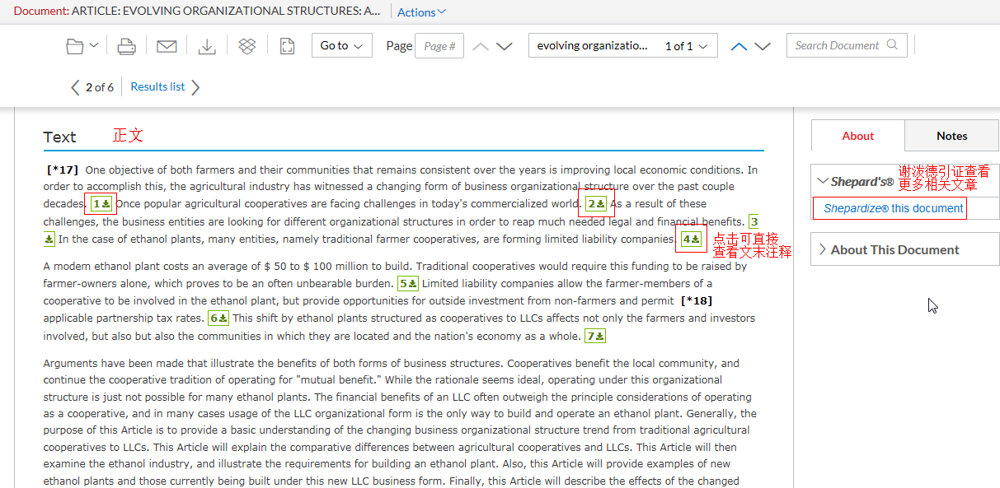 Document: ARTICLE: EVOLVING ORGANIZATIONAL STRUCTURES: A... Actions
Go to Page Page # evolving organizatio... 1 of 1 Search Document
2 of 6 Results list
Text 正文
[*17] One objective of both farmers and their communities that remains consistent over the years is improving local economic conditions. In
order to accomplish this, the agricultural industry has witnessed a changing form of business organizational structure over the past couple
decades. 1 Once popular agricultural cooperatives are facing challenges in today's commercialized world. 2 As a result of these
challenges, the business entities are looking for different organizational structures in order to reap much needed legal and financial benefits. 3
In the case of ethanol plants, many entities, namely traditional farmer cooperatives, are forming limited liability companies. 4
点击可直接
查看文末注释
A modem ethanol plant costs an average of $ 50 to $ 100 million to build. Traditional cooperatives would require this funding to be raised by
farmer-owners alone, which proves to be an often unbearable burden. 5 Limited liability companies allow the farmer-members of a
cooperative to be involved in the ethanol plant, but provide opportunities for outside investment from non-farmers and permit [*18]
applicable partnership tax rates. 6 This shift by ethanol plants structured as cooperatives to LLCs affects not only the farmers and investors
involved, but also but also the communities in which they are located and the nation's economy as a whole. 7
Arguments have been made that illustrate the benefits of both forms of business structures. Cooperatives benefit the local community, and
continue the cooperative tradition of operating for "mutual benefit." While the rationale seems ideal, operating under this organizational
structure is just not possible for many ethanol plants. The financial benefits of an LLC often outweigh the principle considerations of operating
as a cooperative, and in many cases usage of the LLC organizational form is the only way to build and operate an ethanol plant. Generally, the
purpose of this Article is to provide a basic understanding of the changing business organizational structure trend from traditional agricultural
cooperatives to LLCs. This Article will explain the comparative differences between agricultural cooperatives and LLCs. This Article will then
examine the ethanol industry, and illustrate the requirements for building an ethanol plant. Also, this Article will provide examples of new
ethanol plants and those currently being built under this new LLC business form. Finally, this Article will describe the effects of the changed
About Notes
Shepard's®
谢泼德引证查看
更多相关文章
Shepardize® this document
About This Document